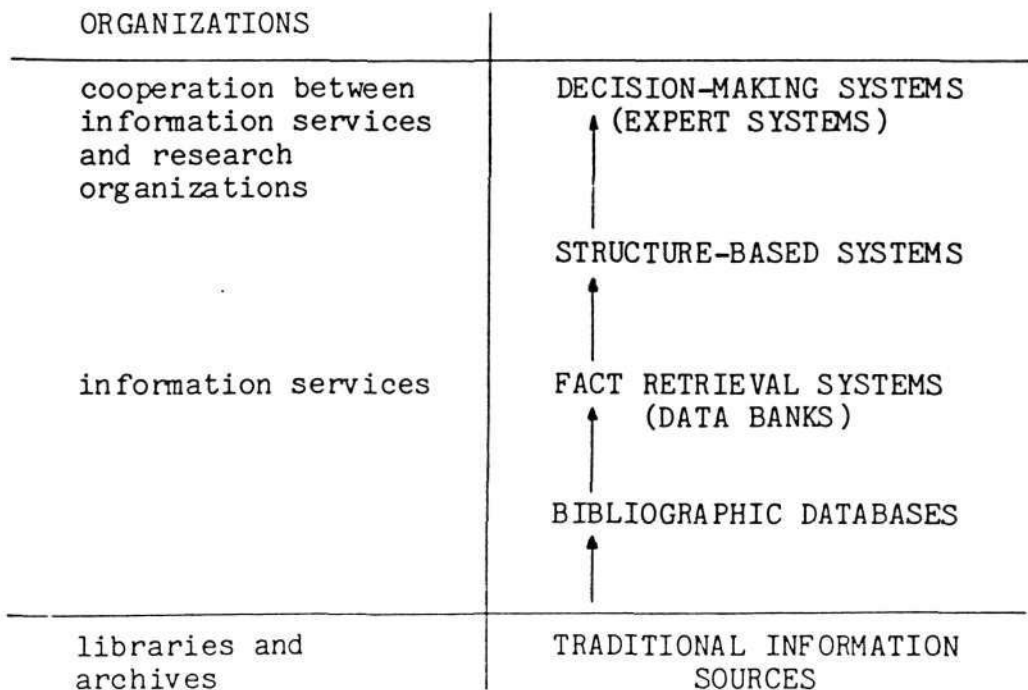 ORGANIZATIONS
cooperation between
information services
and research
organizations
DECISION-MAKING SYSTEMS
(EXPERT SYSTEMS)
STRUCTURE-BASED SYSTEMS
information services
FACT RETRIEVAL SYSTEMS
(DATA BANKS)
BIBLIOGRAPHIC DATABASES
libraries and
archives
TRADITIONAL INFORMATION
SOURCES